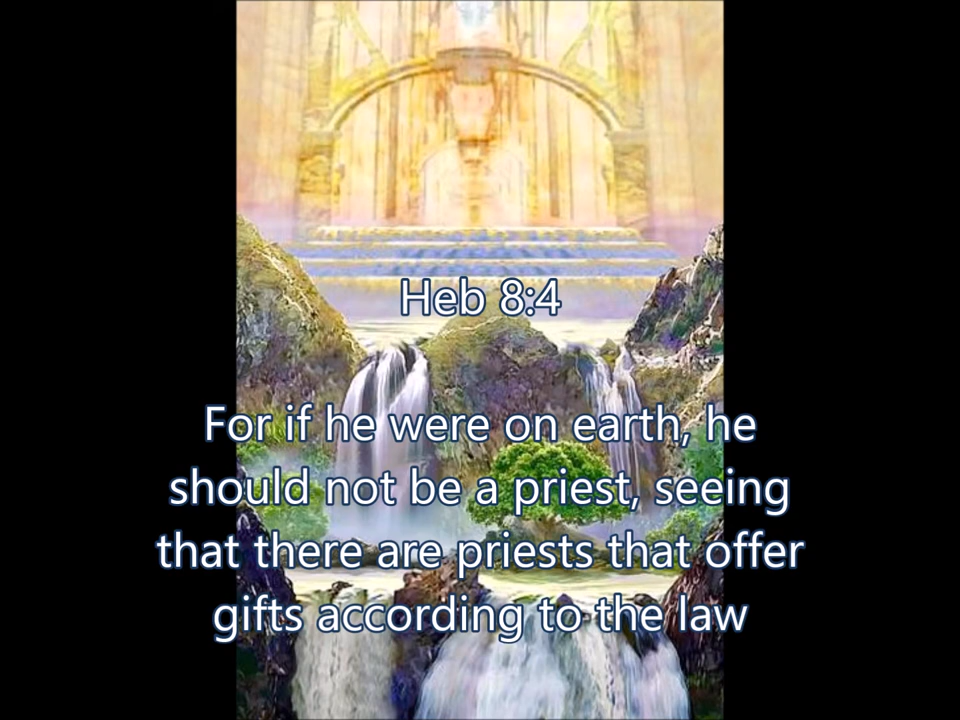 Heb 8:4
For if he were on earth, he
should not be a priest, seeing
that there are priests that offer
gifts according to the law